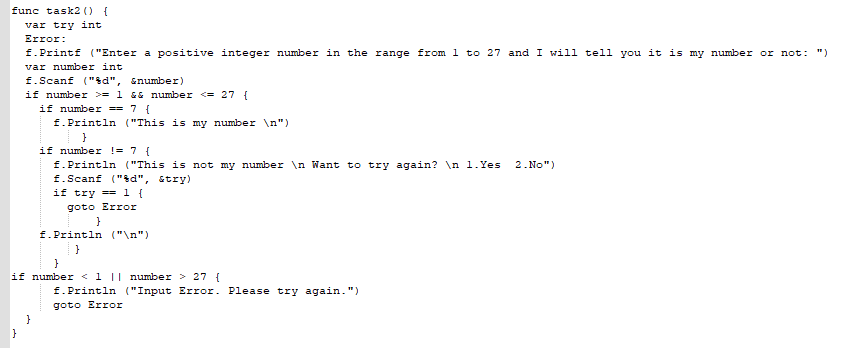 func task2() {
  var try int
  Error:
  f.Printf ("Enter a positive integer number in the range from 1 to 27 and I will tell you it is my number or not: ")
  var number int
  f.Scanf ("%d", &number)
  if number >= 1 && number <= 27 {
    if number == 7 {
      f.Println ("This is my number \n")
          }
    if number != 7 {
      f.Println ("This is not my number \n Want to try again? \n 1.Yes  2.No")
      f.Scanf ("%d", &try)
      if try == 1 {
        goto Error
            }
    f.Println ("\n")
         }
      }
if number < 1 || number > 27 {
      f.Println ("Input Error. Please try again.")
      goto Error
  }
}